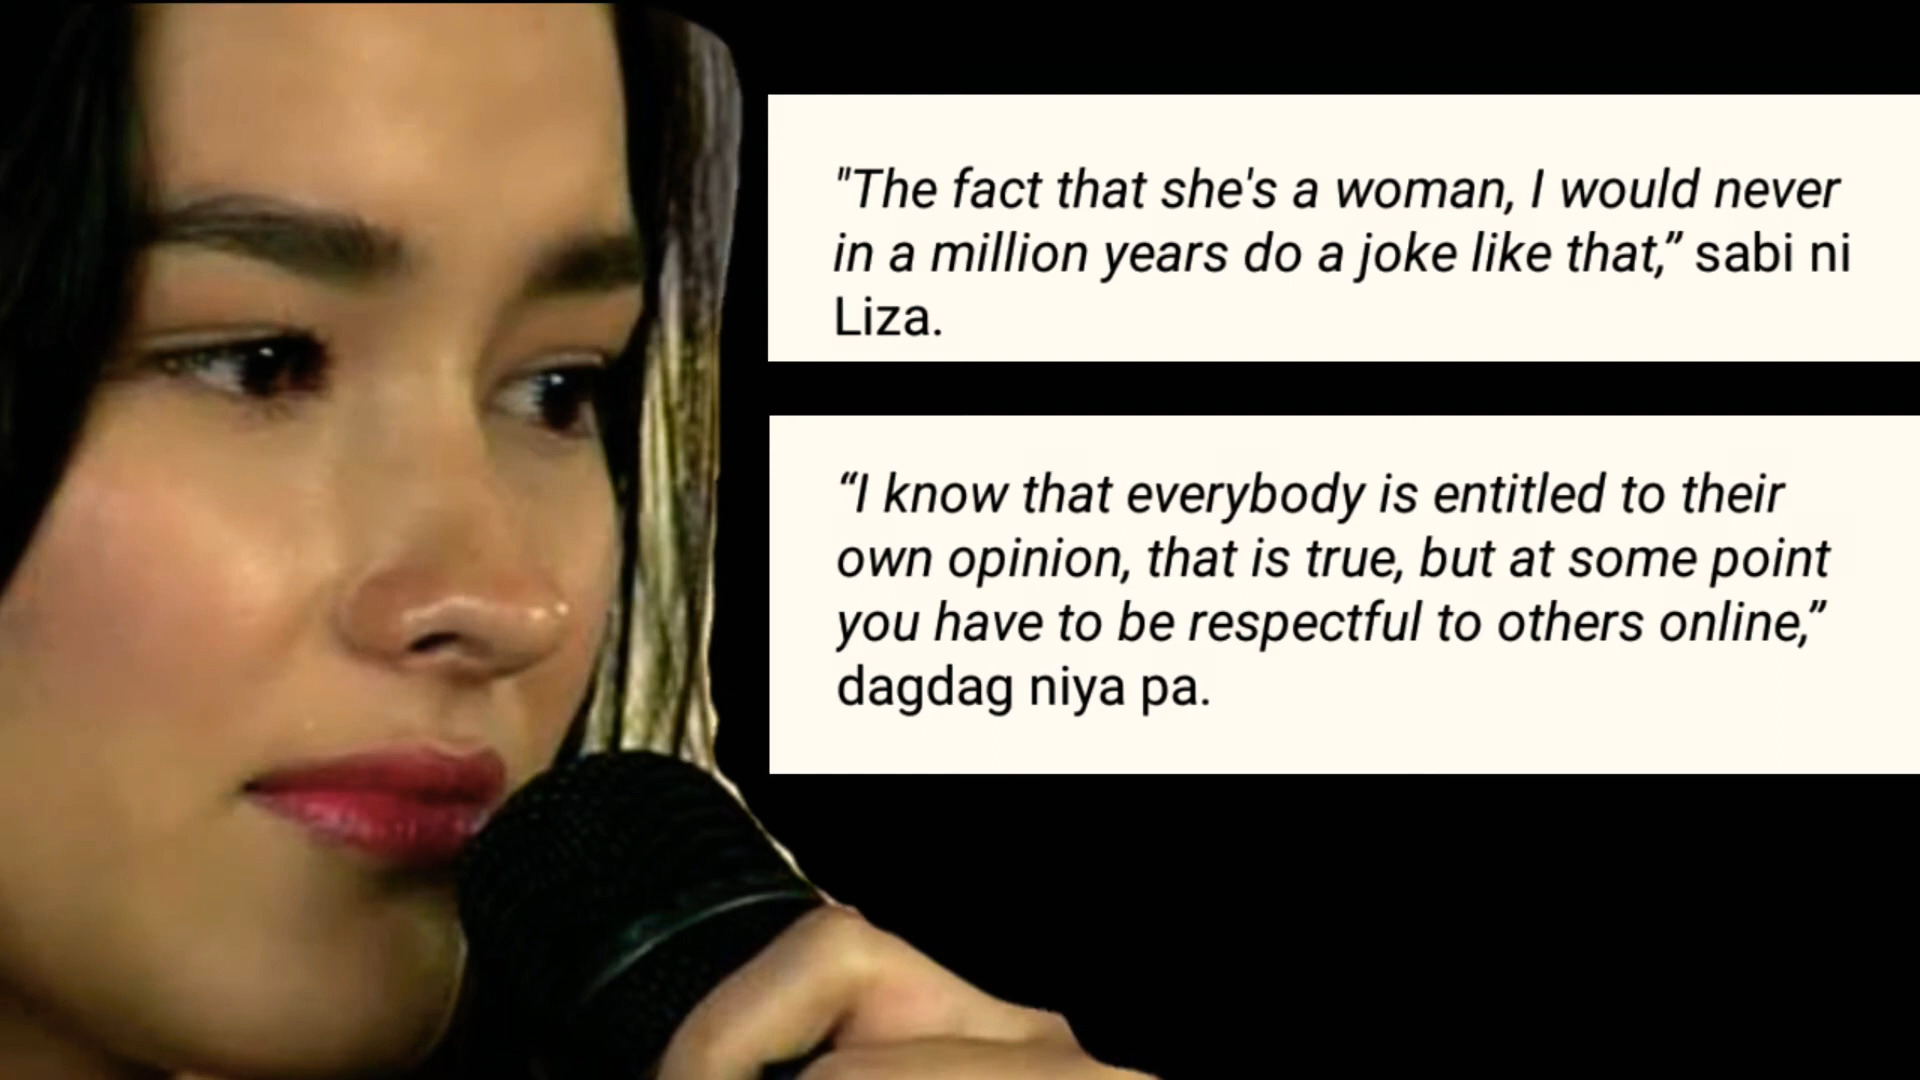 "The fact that she's a woman, I would never
in a million years do a joke like that,” sabi ni
Liza.
“I know that everybody is entitled to their
own opinion, that is true, but at some point
you have to be respectful to others online,”
dagdag niya pa.